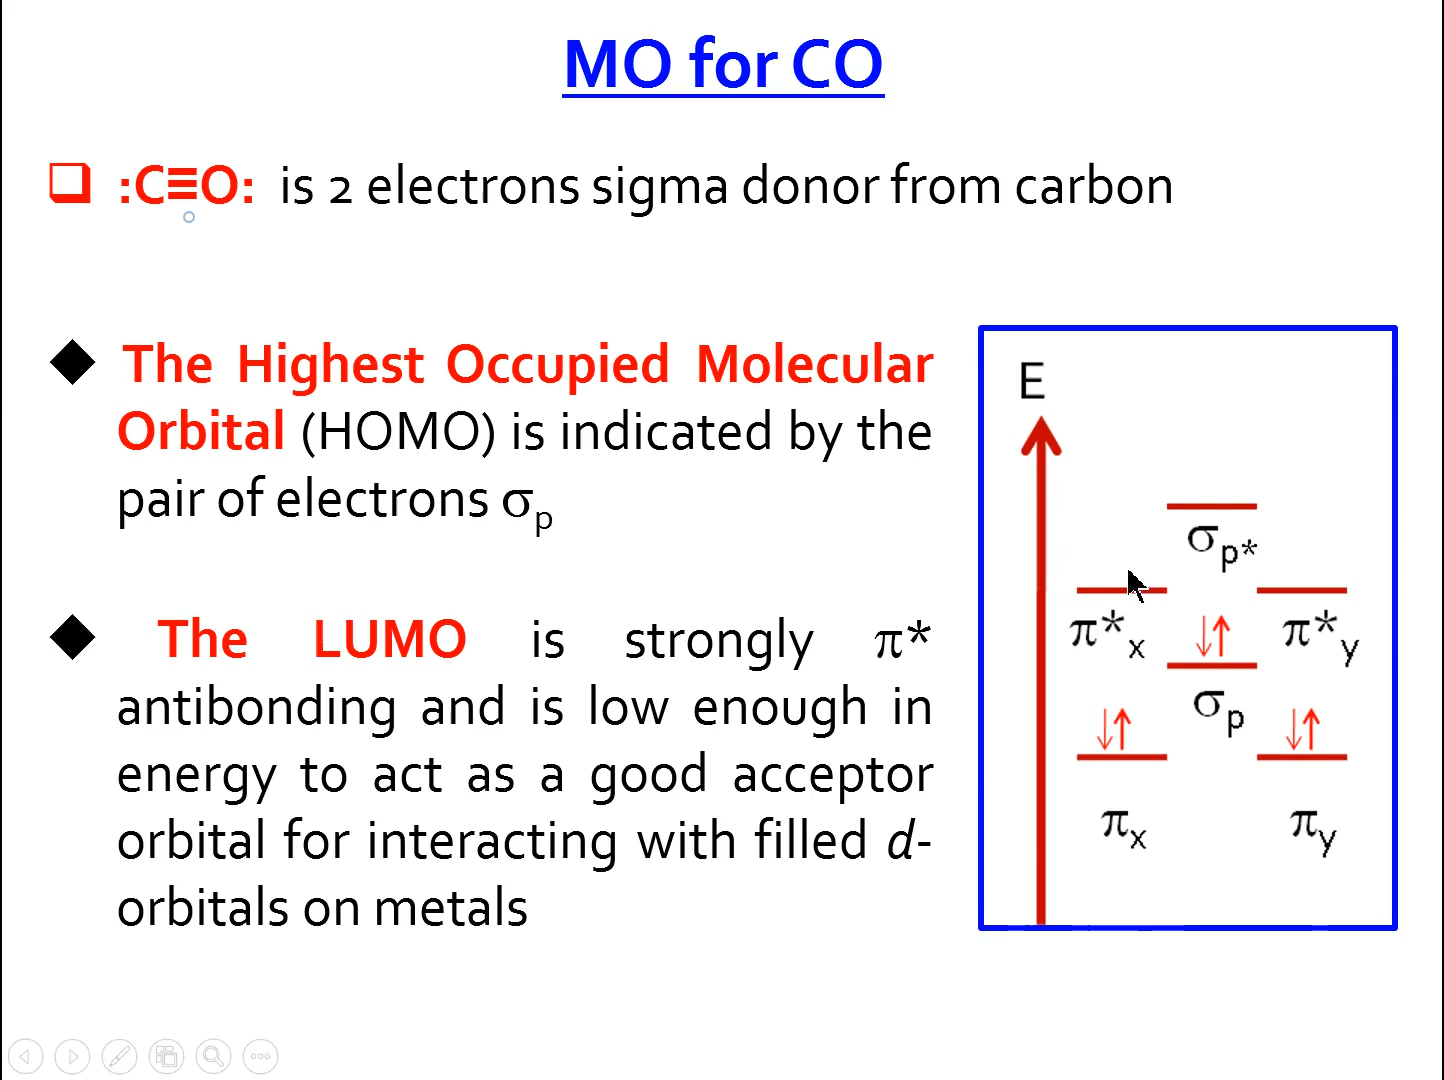 MO for CO
:C≡O: is 2 electrons sigma donor from carbon
The Highest Occupied Molecular
Orbital (HOMO) is indicated by the
pair of electrons σp
The LUMO is strongly π*
antibonding and is low enough in
energy to act as a good acceptor
orbital for interacting with filled d-
orbitals on metals
E
σp*
π*x
π*y
σp
πx
πy